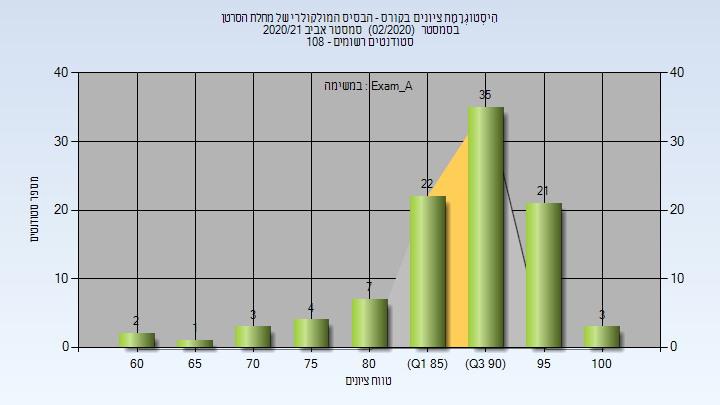 היסטוגרמת ציונים בקורס - הבסיס המולקולרי של מחלת הסרטן
בסמסטר (02/2020) סמסטר אביב 2020/21
סטודנטים רשומים - 108
במשימה : Exam_A
40 40
30 30
20 20
10 10
0 0
מספר סטודנטים
2 1 3 4 7 22 35 21 3
60 65 70 75 80 (Q1 85) (Q3 90) 95 100
טווח ציונים